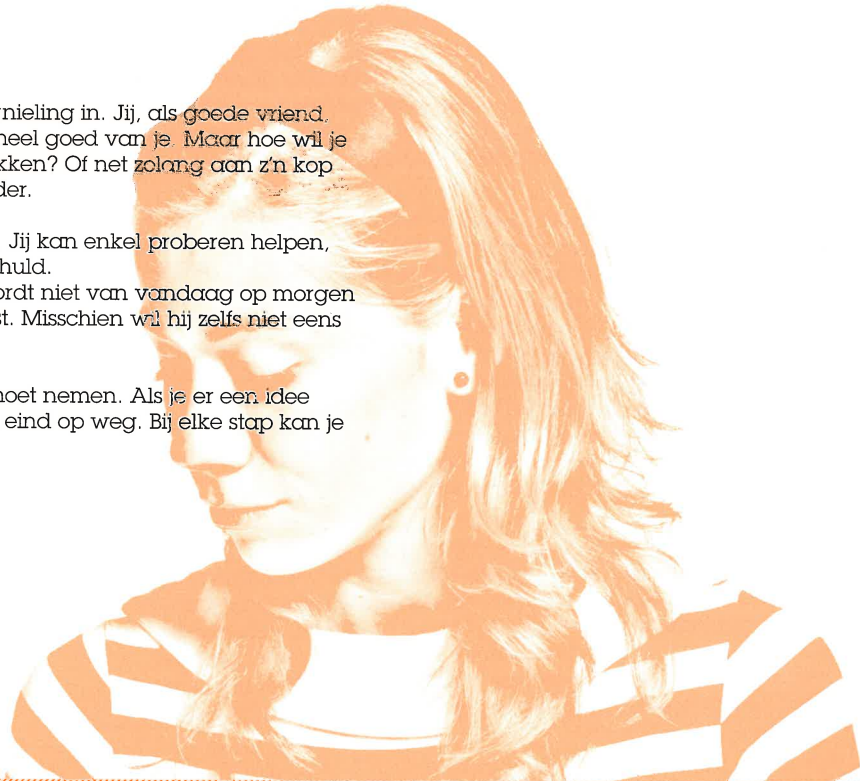 nieling in. Jij, als goede vriend,
heel goed van je. Maar hoe wil je
kken? Of net zolang aan z'n kop
der.
Jij kan enkel proberen helpen,
huld.
ordt niet van vandaag op morgen
st. Misschien wil hij zelfs niet eens
noet nemen. Als je er een idee
eind op weg. Bij elke stap kan je